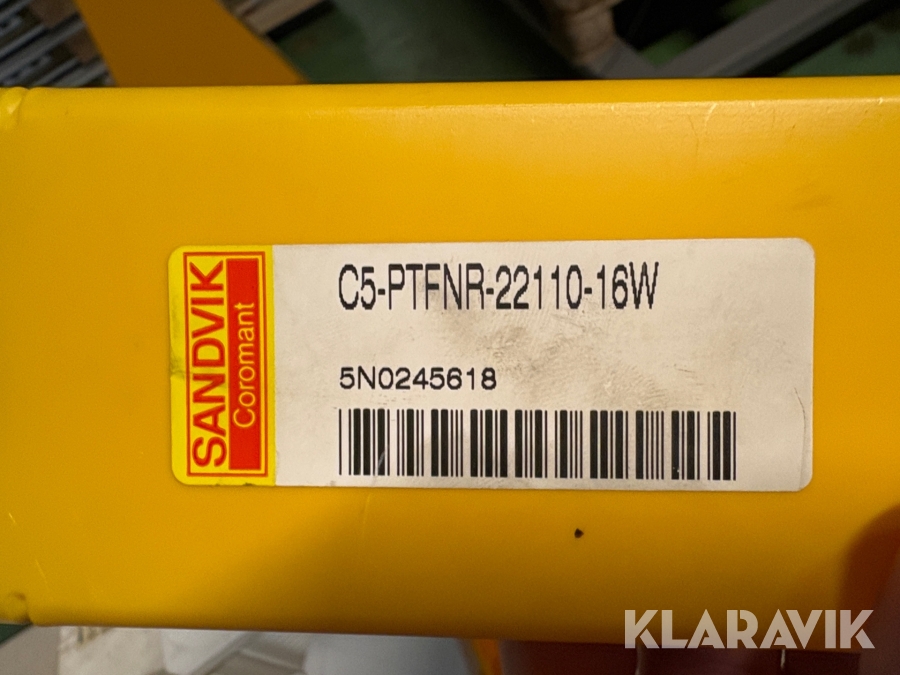 SANDVIK
Coromant
C5-PTFNR-22110-16W
5N0245618
KLARAVIK